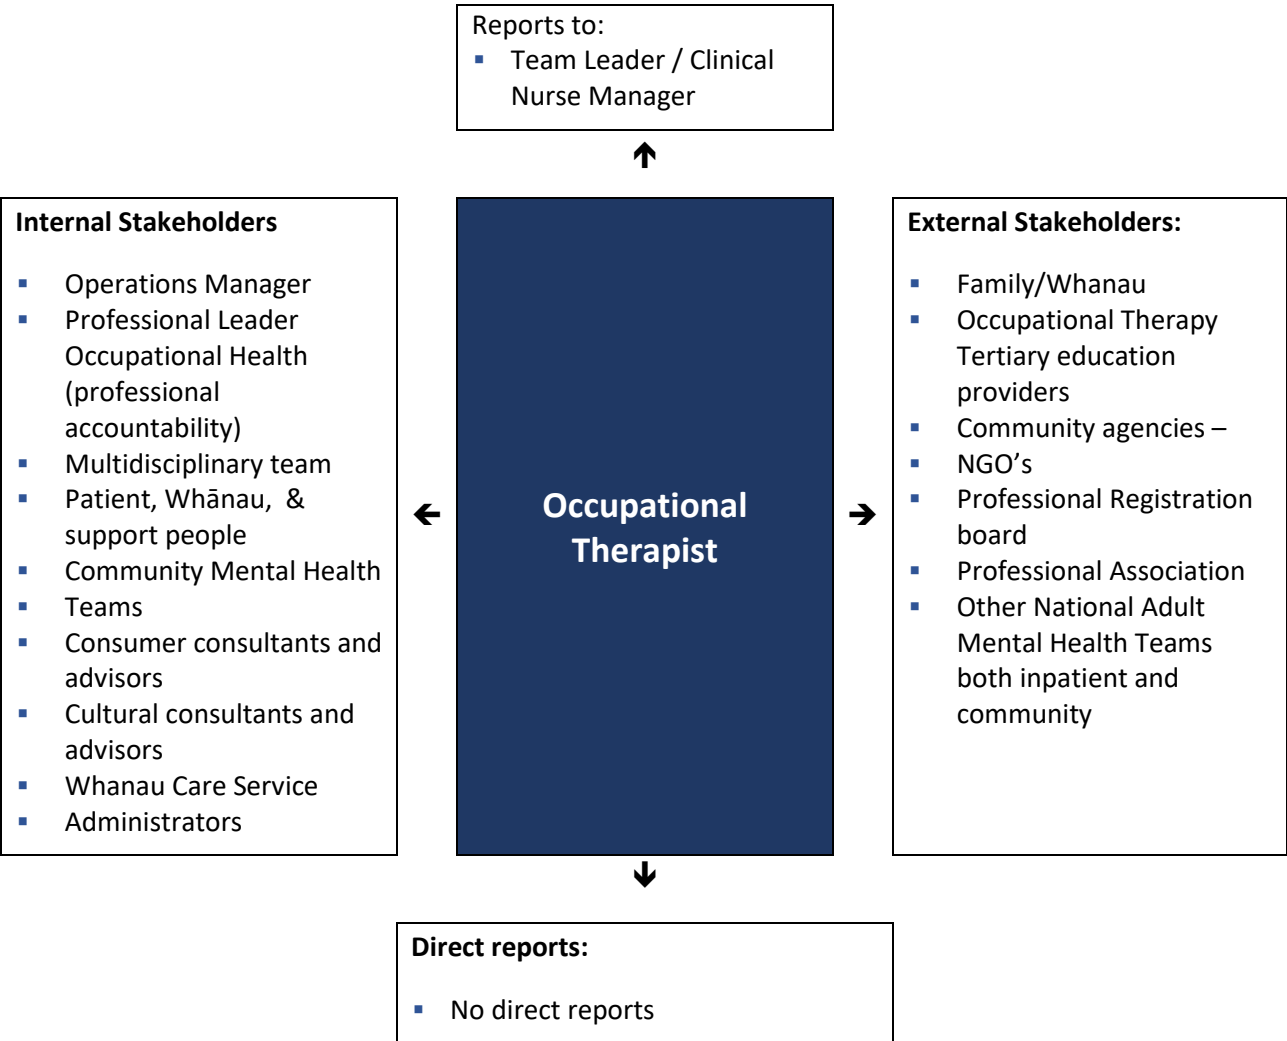 Reports to:
▪ Team Leader / Clinical
Nurse Manager
🡩
Internal Stakeholders
▪ Operations Manager
▪ Professional Leader
Occupational Health
(professional
accountability)
▪ Multidisciplinary team
▪ Patient, Whānau, & 
support people
▪ Community Mental Health
▪ Teams
▪ Consumer consultants and
advisors
▪ Cultural consultants and
advisors
▪ Whanau Care Service
▪ Administrators
🡨
Occupational
Therapist
🡪
External Stakeholders:
▪ Family/Whanau
▪ Occupational Therapy
Tertiary education
providers
▪ Community agencies –
▪ NGO’s
▪ Professional Registration
board
▪ Professional Association
▪ Other National Adult
Mental Health Teams
both inpatient and
community
🡫
Direct reports:
▪ No direct reports